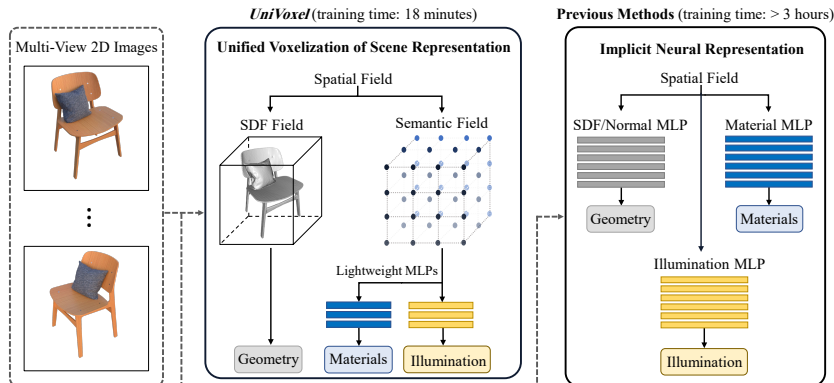 UniVoxel (training time: 18 minutes)
Previous Methods (training time: > 3 hours)
Multi-View 2D Images
Unified Voxelization of Scene Representation
Spatial Field
SDF Field
Semantic Field
Lightweight MLPs
Geometry
Materials
Illumination
Implicit Neural Representation
Spatial Field
SDF/Normal MLP
Material MLP
Geometry
Materials
Illumination MLP
Illumination